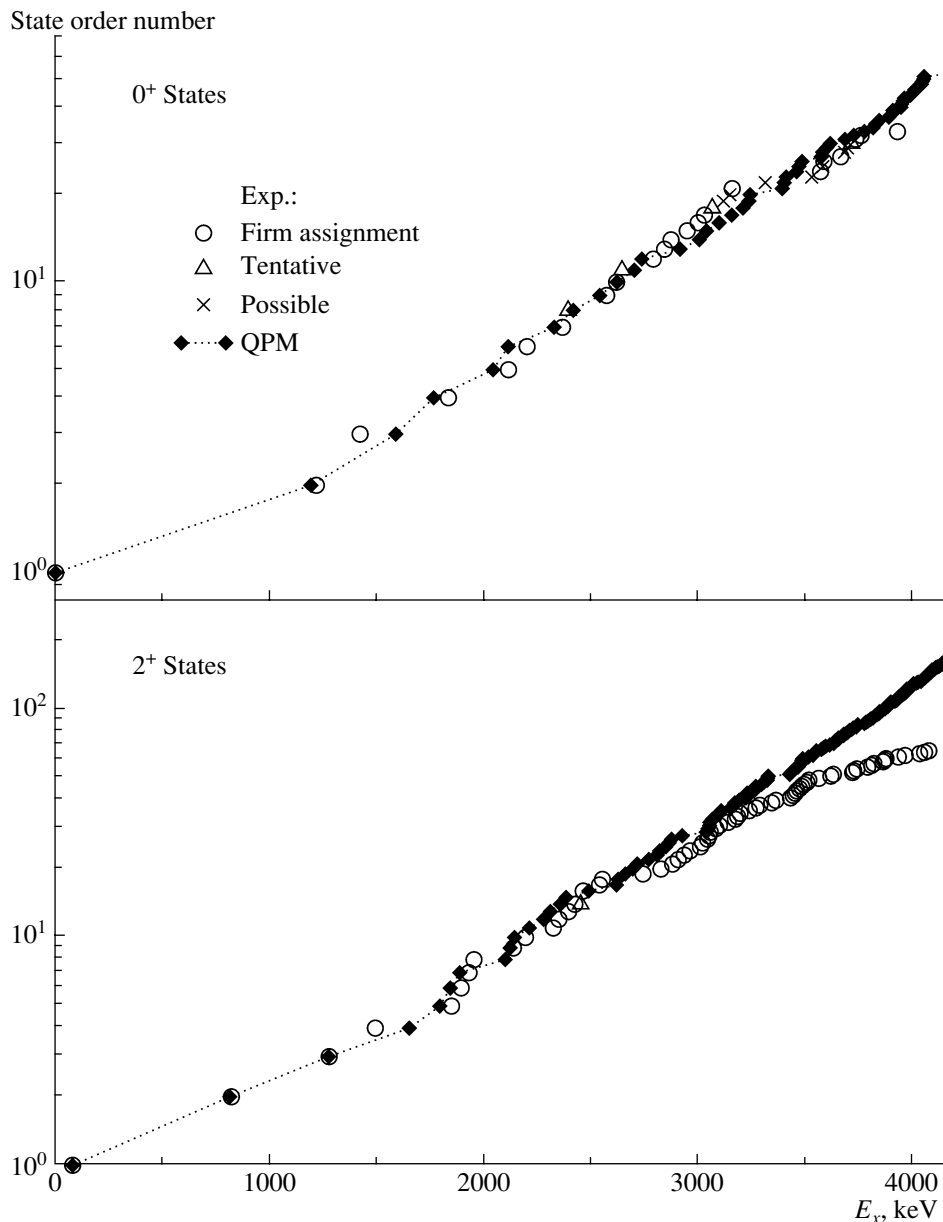 State order number
0⁺ States
Exp.:
Firm assignment
Tentative
Possible
QPM
10¹
10⁰
2⁺ States
10²
10¹
10⁰
0 1000 2000 3000 4000
Eₓ, keV